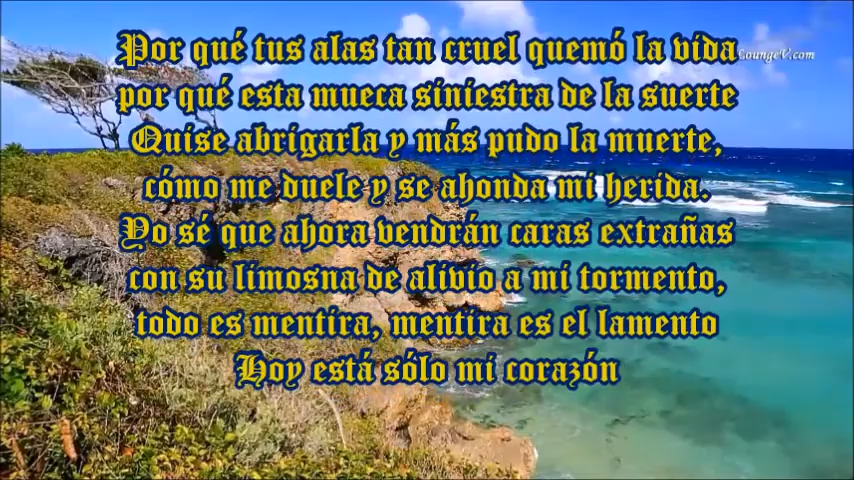 LoungeV.com
Por qué tus alas tan cruel quemó la vida
por qué esta mueca siniestra de la suerte
Quise abrigarla y más pudo la muerte,
cómo me duele y se ahonda mi herida.
Yo sé que ahora vendrán caras extrañas
con su limosna de alivio a mi tormento,
todo es mentira, mentira es el lamento
Hoy está sólo mi corazón